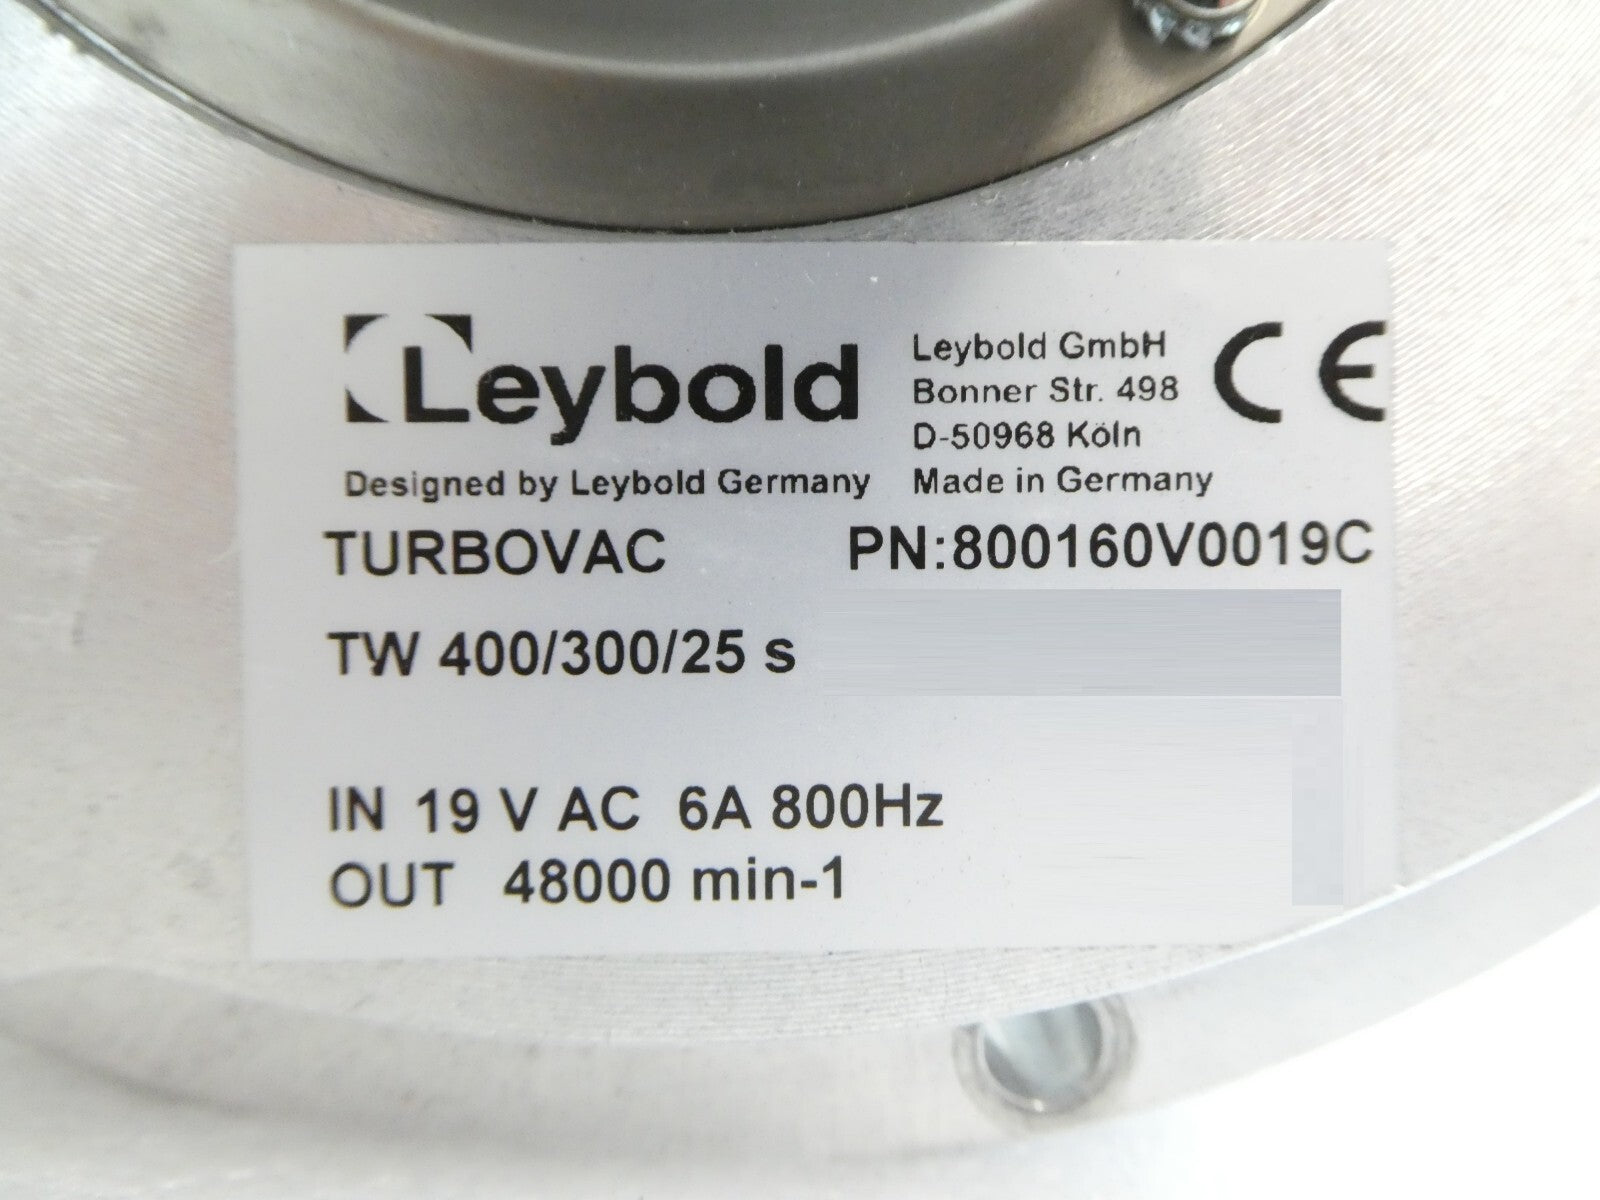 Leybold
Designed by Leybold Germany
Leybold GmbH
Bonner Str. 498
D-50968 Köln
Made in Germany
CE
TURBOVAC PN:800160V0019C
TW 400/300/25 s
IN 19 V AC 6A 800Hz
OUT 48000 min-1